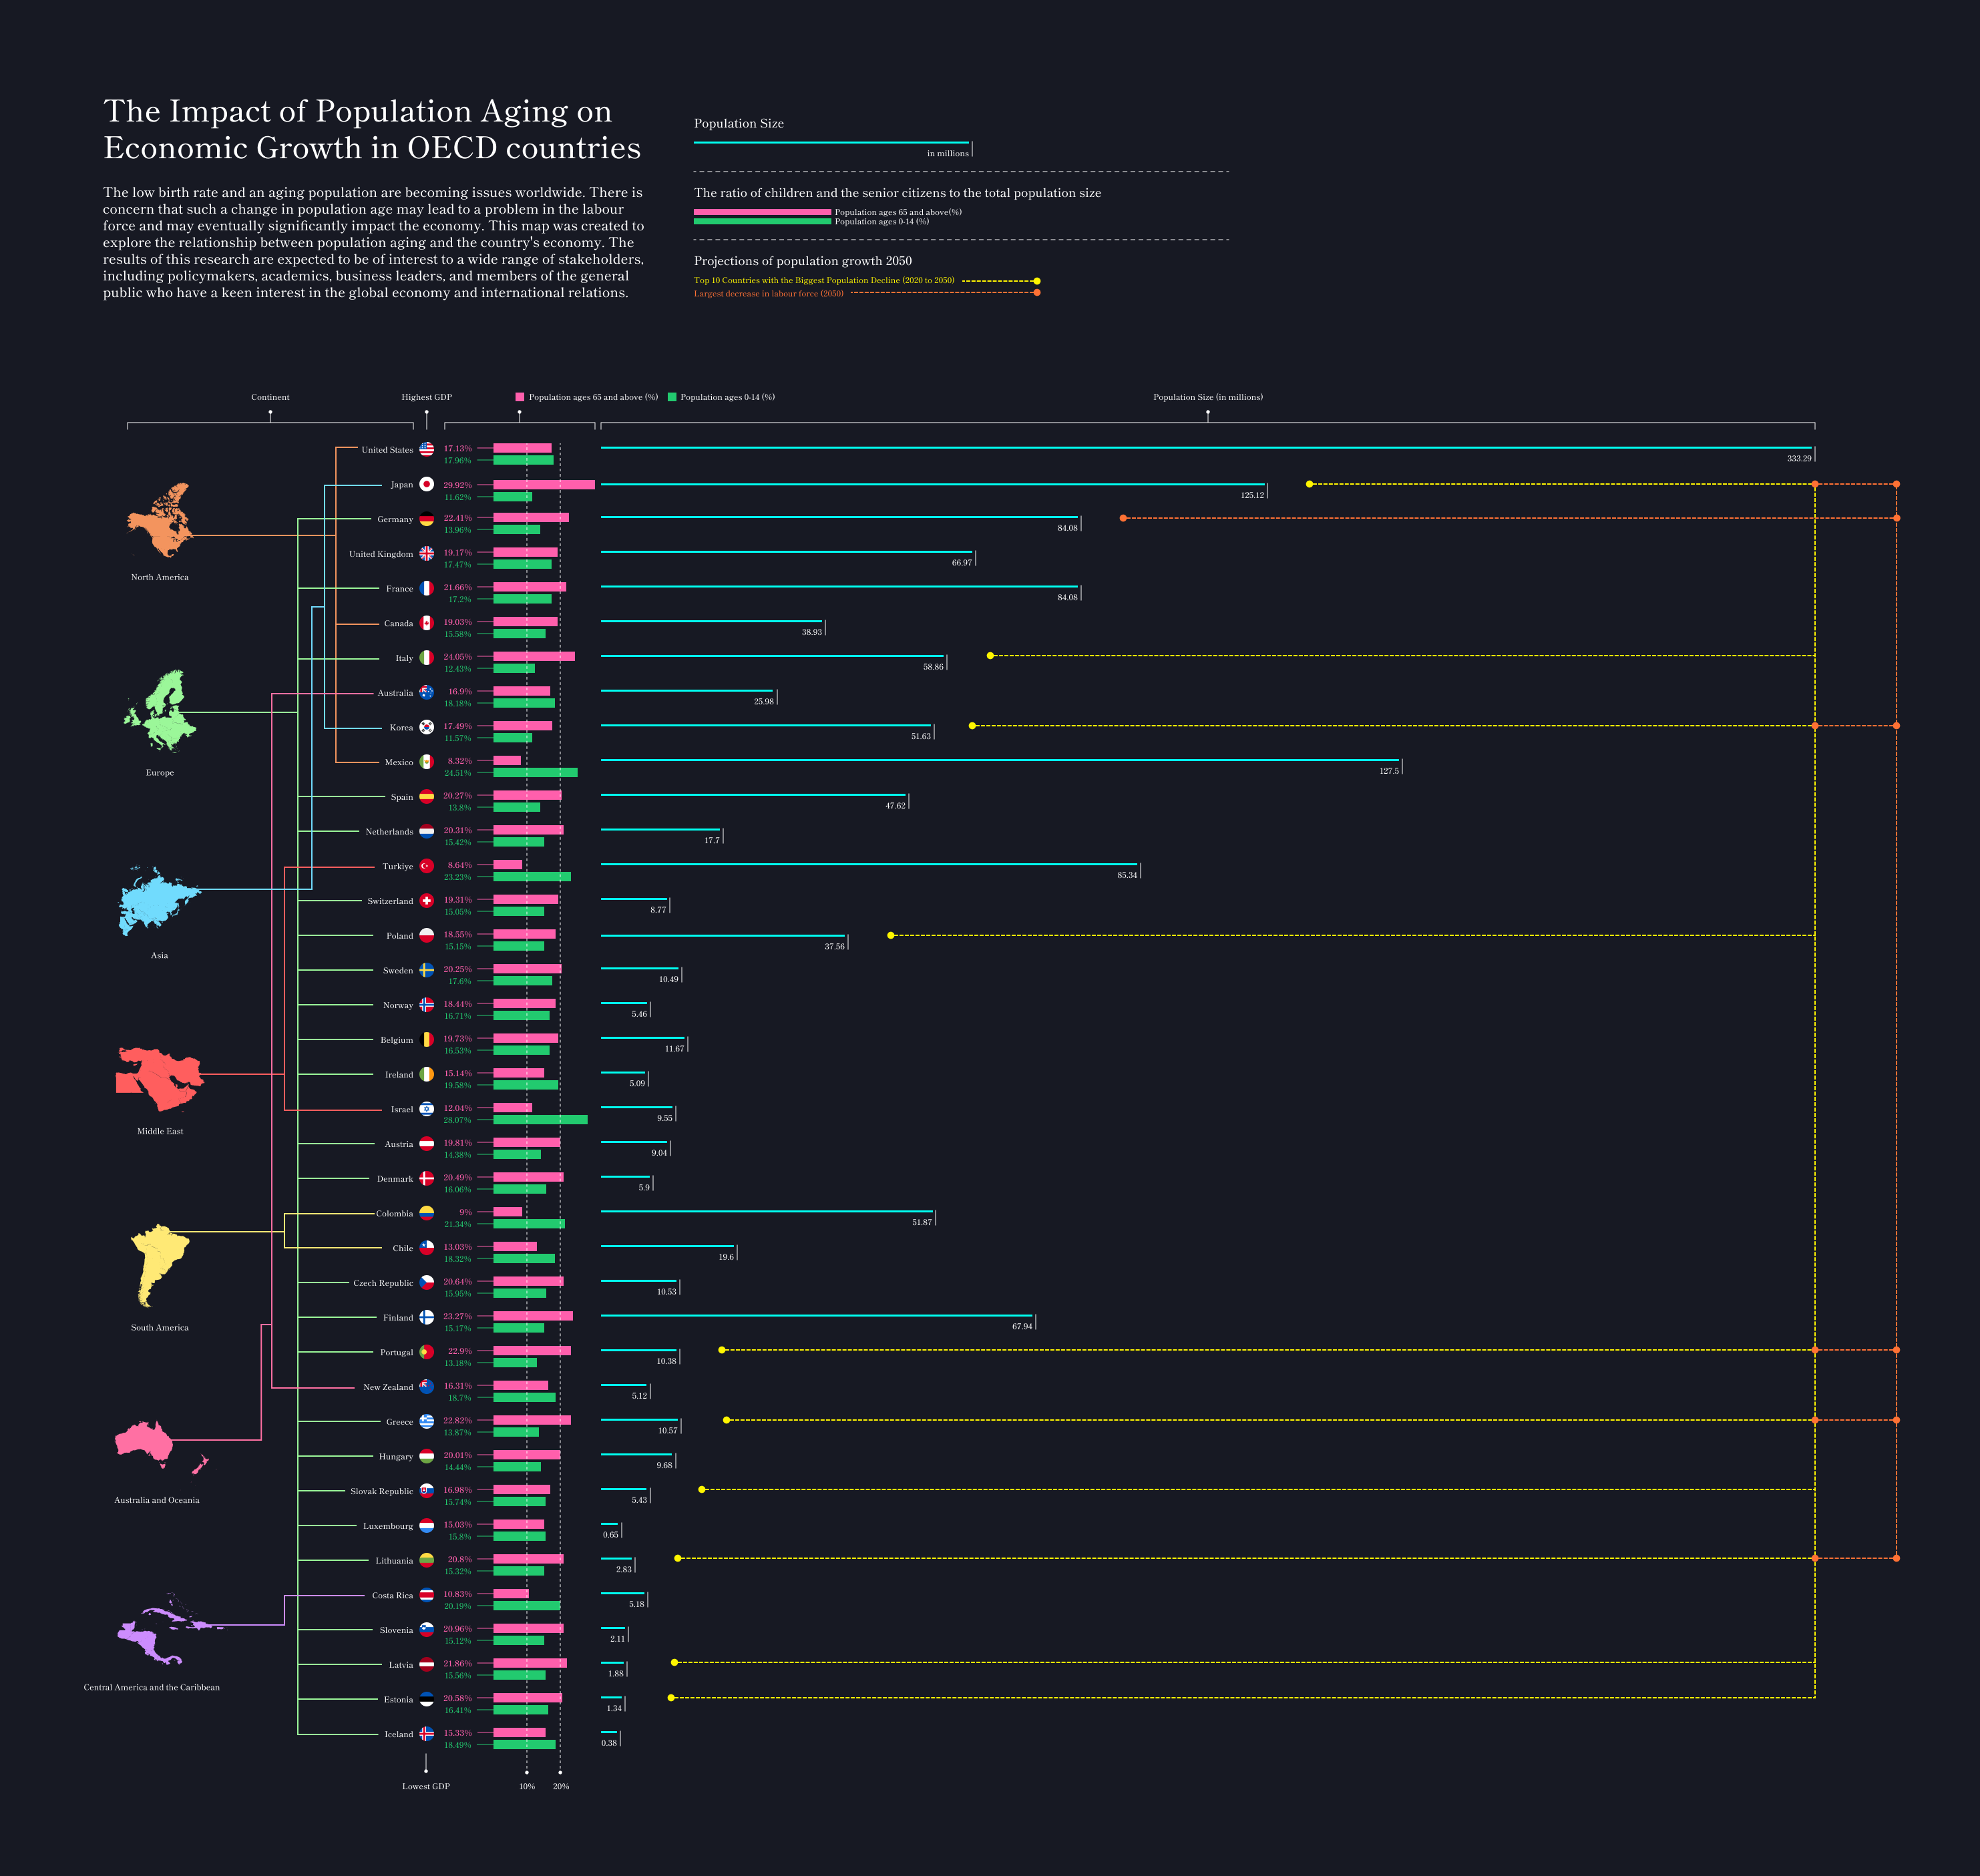 The Impact of Population Aging on
Economic Growth in OECD countries
The low birth rate and an aging population are becoming issues worldwide. There is
concern that such a change in population age may lead to a problem in the labour
force and may eventually significantly impact the economy. This map was created to
explore the relationship between population aging and the country's economy. The
results of this research are expected to be of interest to a wide range of stakeholders,
including policymakers, academics, business leaders, and members of the general
public who have a keen interest in the global economy and international relations.
Population Size
in millions
The ratio of children and the senior citizens to the total population size
Population ages 65 and above(%)
Population ages 0-14 (%)
Projections of population growth 2050
Top 10 Countries with the Biggest Population Decline (2020 to 2050)
Largest decrease in labour force (2050)
Continent
Highest GDP
Population ages 65 and above (%)
Population ages 0-14 (%)
Population Size (in millions)
North America
Europe
Asia
Middle East
South America
Australia and Oceania
Central America and the Caribbean
United States 17.13%
17.96%
333.29
Japan 29.92%
11.62%
125.12
Germany 22.41%
13.96%
84.08
United Kingdom 19.17%
17.47%
66.97
France 21.66%
17.2%
84.08
Canada 19.03%
15.58%
38.93
Italy 24.05%
12.43%
58.86
Australia 16.9%
18.18%
25.98
Korea 17.49%
11.57%
51.63
Mexico 8.32%
24.51%
127.5
Spain 20.27%
13.8%
47.62
Netherlands 20.31%
15.42%
17.7
Turkiye 8.64%
23.23%
85.34
Switzerland 19.31%
15.05%
8.77
Poland 18.55%
15.15%
37.56
Sweden 20.25%
17.6%
10.49
Norway 18.44%
16.71%
5.46
Belgium 19.73%
16.53%
11.67
Ireland 15.14%
19.58%
5.09
Israel 12.04%
28.07%
9.55
Austria 19.81%
14.38%
9.04
Denmark 20.49%
16.06%
5.9
Colombia 9%
21.34%
51.87
Chile 13.03%
18.32%
19.6
Czech Republic 20.64%
15.95%
10.53
Finland 23.27%
15.17%
67.94
Portugal 22.9%
13.18%
10.38
New Zealand 16.31%
18.7%
5.12
Greece 22.82%
13.87%
10.57
Hungary 20.01%
14.44%
9.68
Slovak Republic 16.98%
15.74%
5.43
Luxembourg 15.03%
15.8%
0.65
Lithuania 20.8%
15.32%
2.83
Costa Rica 10.83%
20.19%
5.18
Slovenia 20.96%
15.12%
2.11
Latvia 21.86%
15.56%
1.88
Estonia 20.58%
16.41%
1.34
Iceland 15.33%
18.49%
0.38
Lowest GDP
10%
20%